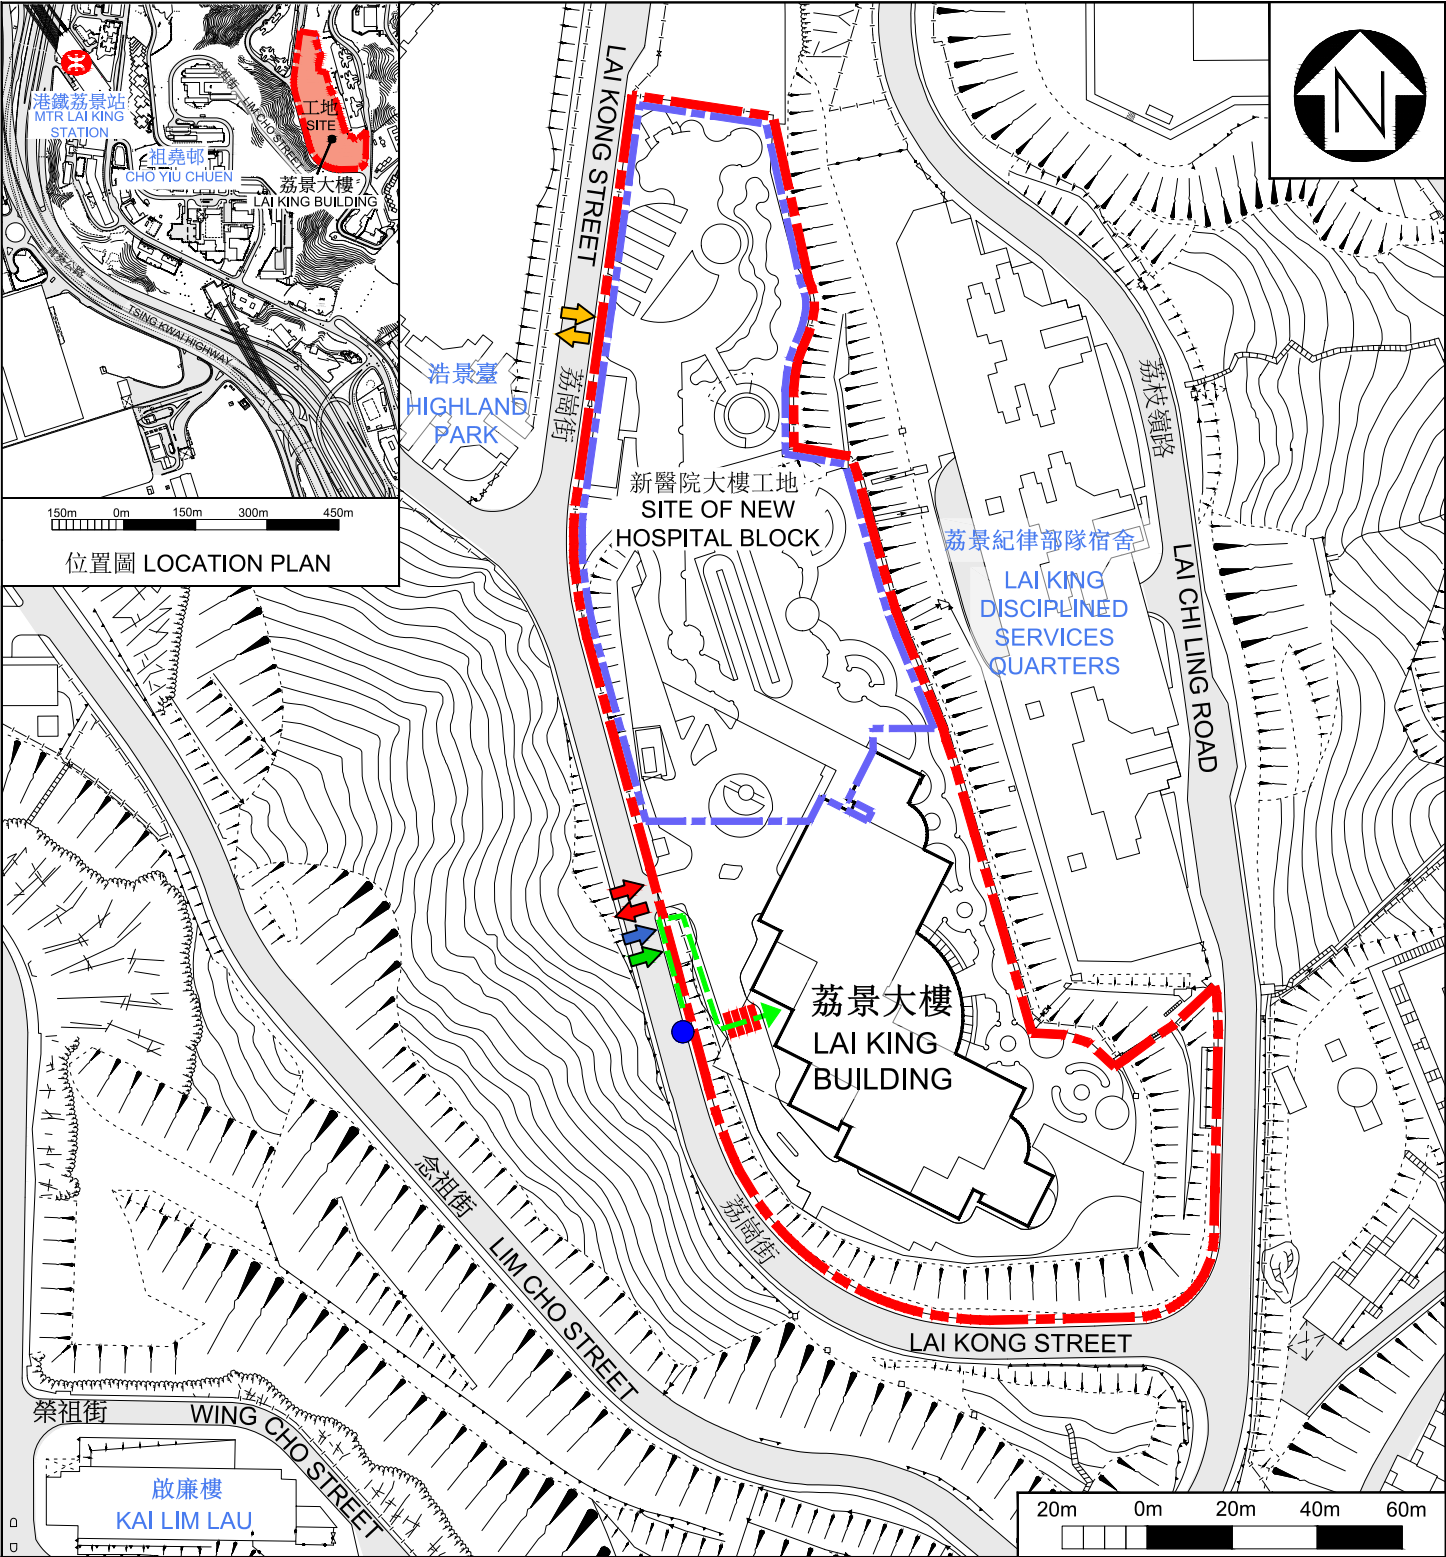 港鐵荔景站
MTR LAI KING
STATION
祖堯邨
CHO YIU CHUEN
LIM CHO STREET
工地
SITE
荔景大樓
LAI KING BUILDING
青葵公路
TSING KWAI HIGHWAY
150m 0m 150m 300m 450m
位置圖 LOCATION PLAN
N
LAI KONG STREET
荔崗街
浩景臺
HIGHLAND
PARK
新醫院大樓工地
SITE OF NEW
HOSPITAL BLOCK
荔枝嶺路
LAI CHI LING ROAD
荔景紀律部隊宿舍
LAI KING
DISCIPLINED
SERVICES
QUARTERS
荔景大樓
LAI KING
BUILDING
念祖街
LIM CHO STREET
荔崗街
LAI KONG STREET
榮祖街
WING CHO STREET
啟廉樓
KAI LIM LAU
20m 0m 20m 40m 60m